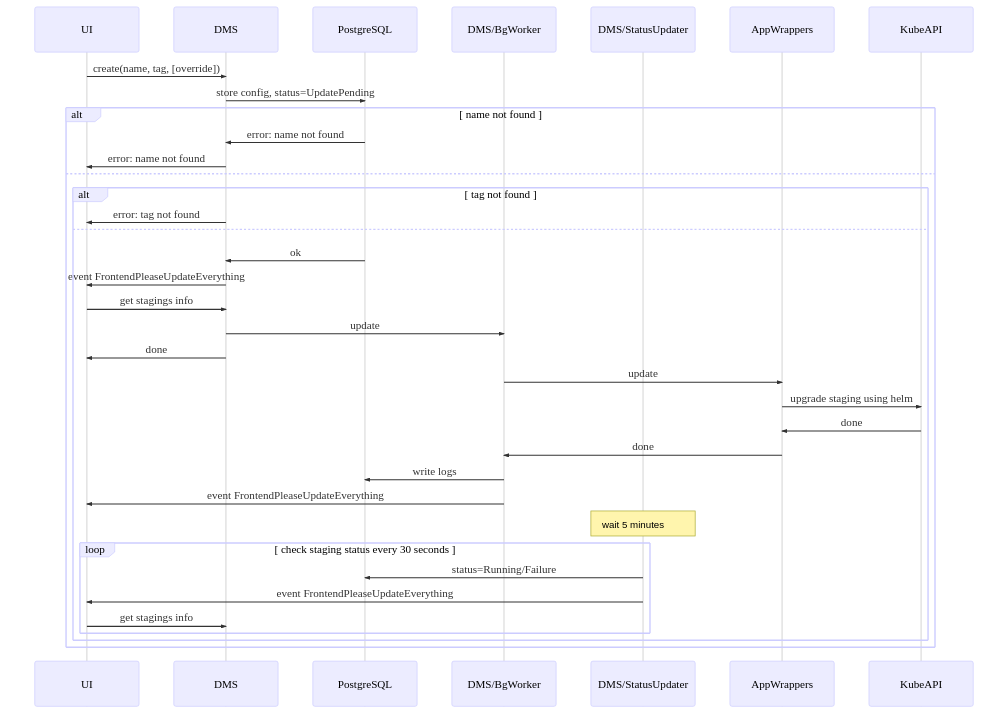 UI
DMS
PostgreSQL
DMS/BgWorker
DMS/StatusUpdater
AppWrappers
KubeAPI
create(name, tag, [override])
store config, status=UpdatePending
alt
[ name not found ]
error: name not found
error: name not found
alt
[ tag not found ]
error: tag not found
ok
event FrontendPleaseUpdateEverything
get stagings info
update
done
update
upgrade staging using helm
done
done
write logs
event FrontendPleaseUpdateEverything
wait 5 minutes
loop
[ check staging status every 30 seconds ]
status=Running/Failure
event FrontendPleaseUpdateEverything
get stagings info
UI
DMS
PostgreSQL
DMS/BgWorker
DMS/StatusUpdater
AppWrappers
KubeAPI